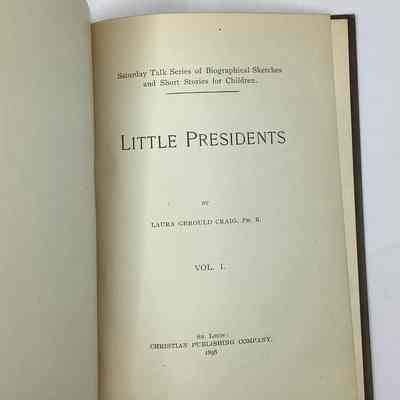 Saturday Talk Series of Biographical Sketches
and Short Stories for Children.
LITTLE PRESIDENTS
BY
LAURA GEROULD CRAIG, PH. B.
VOL. I.
ST. LOUIS:
CHRISTIAN PUBLISHING COMPANY.
1898